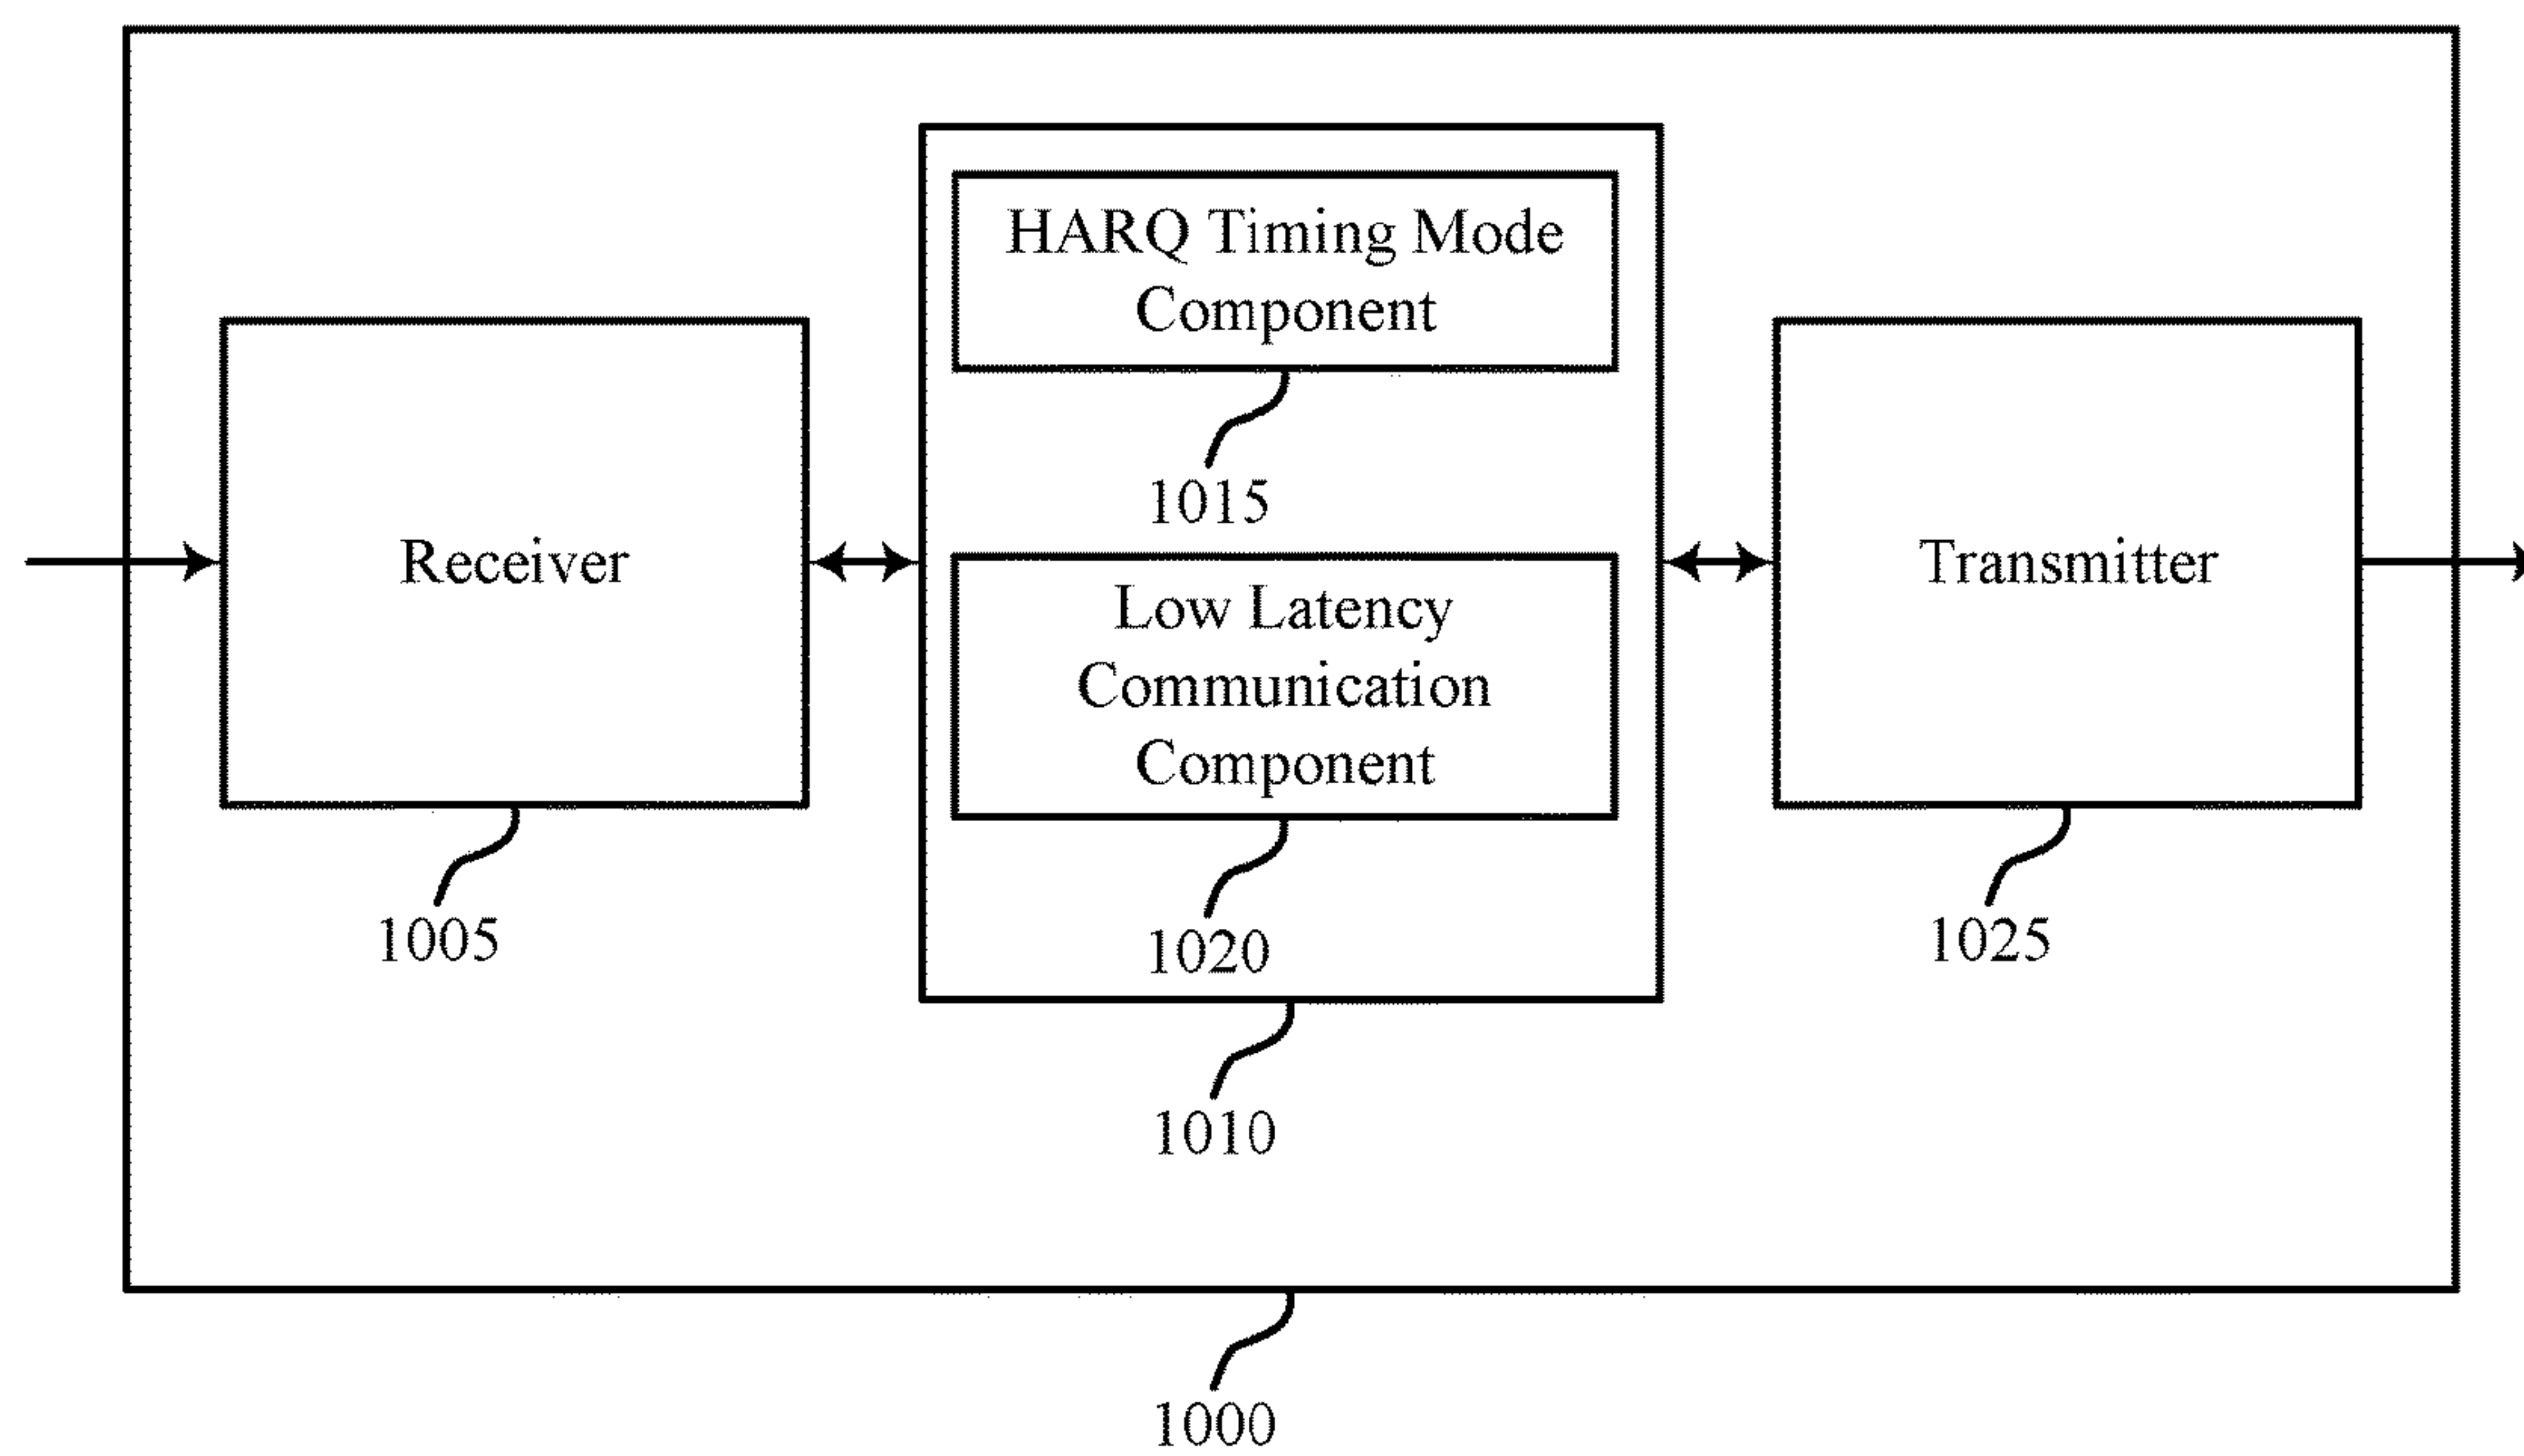 HARQ Timing Mode
Component
1015
Receiver
Low Latency
Communication
Component
Transmitter
1005
1020
1025
1010
1000